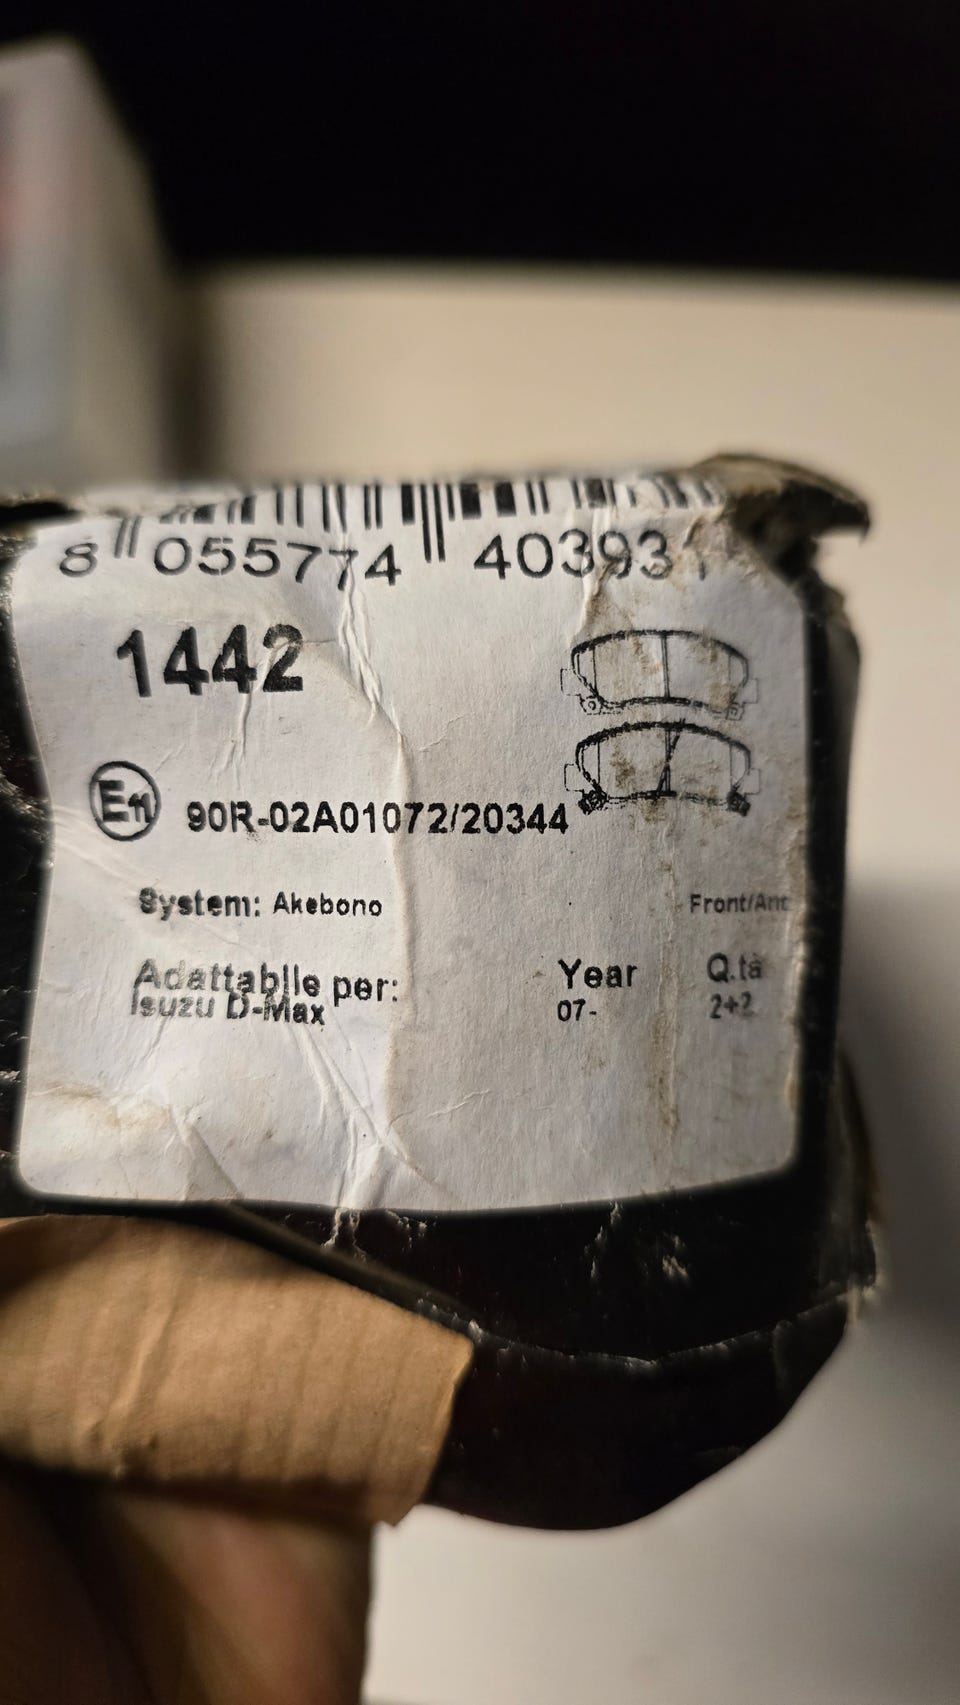 8 055774 40393
1442
E11 90R-02A01072/20344
System: Akebono Front/Ant
Adattabile per: Year Q.tà
Isuzu D-Max 07- 2+2